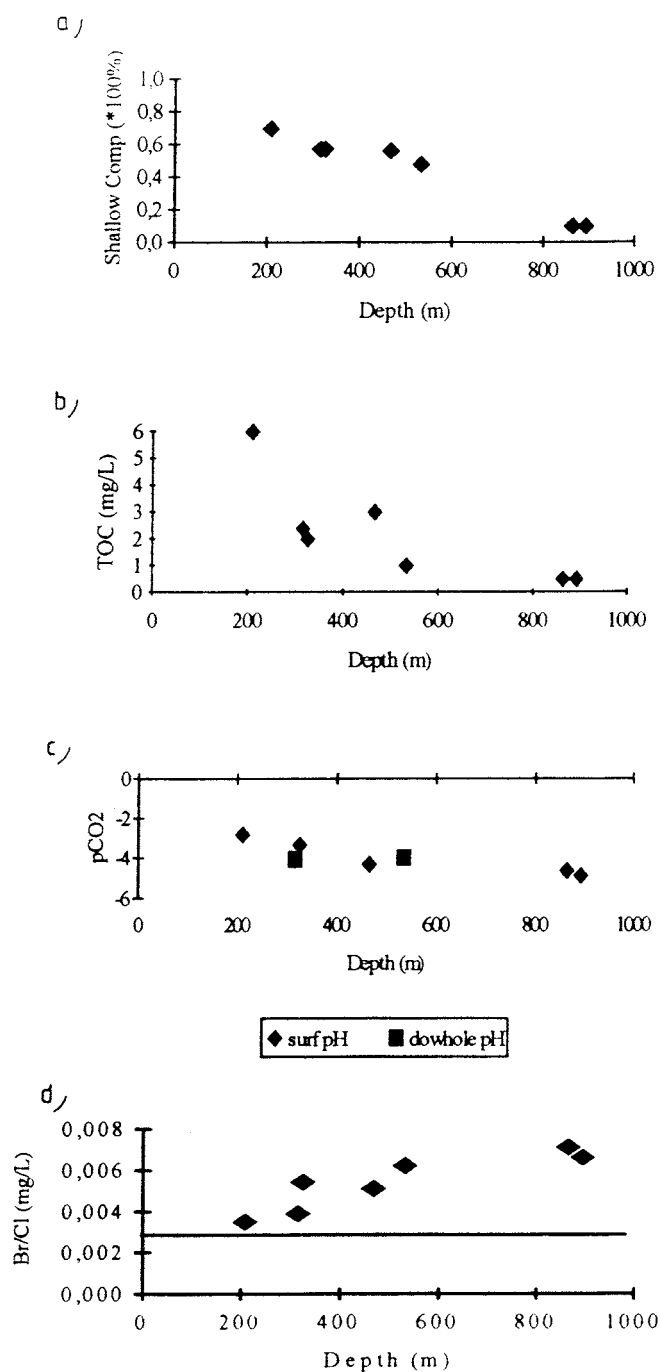 a)
Shallow Comp (*100%)
1,0
0,8
0,6
0,4
0,2
0,0
0 200 400 600 800 1000
Depth (m)
b)
TOC (mg/L)
6
5
4
3
2
1
0
0 200 400 600 800 1000
Depth (m)
c)
pCO2
0
-2
-4
-6
0 200 400 600 800 1000
Depth (m)
surf pH dowhole pH
d)
Br/Cl (mg/L)
0,008
0,006
0,004
0,002
0,000
0 200 400 600 800 1000
Depth (m)